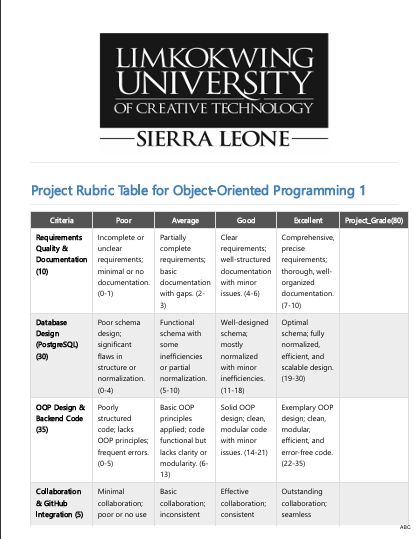 LIMKOKWING
UNIVERSITY
OF CREATIVE TECHNOLOGY
SIERRA LEONE
Project Rubric Table for Object-Oriented Programming 1
Criteria Poor Average Good Excellent Project_Grade(80)
Requirements Quality & Documentation (10)
Incomplete or unclear requirements; minimal or no documentation. (0-1)
Partially complete requirements; basic documentation with gaps. (2-3)
Clear requirements; well-structured documentation with minor issues. (4-6)
Comprehensive, precise requirements; thorough, well-organized documentation. (7-10)
Database Design (PostgreSQL) (30)
Poor schema design; significant flaws in structure or normalization. (0-4)
Functional schema with some inefficiencies or partial normalization. (5-10)
Well-designed schema; mostly normalized with minor inefficiencies. (11-18)
Optimal schema; fully normalized, efficient, and scalable design. (19-30)
OOP Design & Backend Code (35)
Poorly structured code; lacks OOP principles; frequent errors. (0-5)
Basic OOP principles applied; code functional but lacks clarity or modularity. (6-13)
Solid OOP design; clean, modular code with minor issues. (14-21)
Exemplary OOP design; clean, modular, efficient, and error-free code. (22-35)
Collaboration & GitHub Integration (5)
Minimal collaboration; poor or no use
Basic collaboration; inconsistent
Effective collaboration; consistent
Outstanding collaboration; seamless
ABC